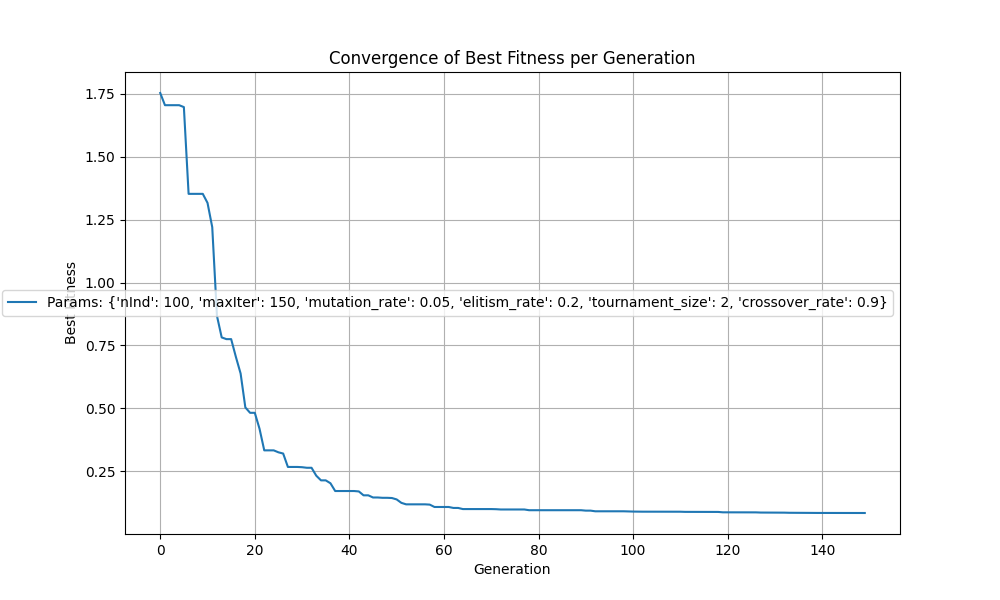 Convergence of Best Fitness per Generation
1.75
1.50
1.25
1.00
0.75
0.50
0.25
Best Fitness
Params: {'nInd': 100, 'maxIter': 150, 'mutation_rate': 0.05, 'elitism_rate': 0.2, 'tournament_size': 2, 'crossover_rate': 0.9}
0 20 40 60 80 100 120 140
Generation